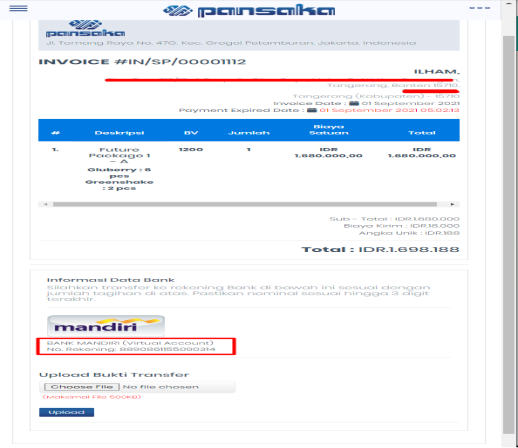 pansaka
pansaka
Jl. Tomang Raya No. 47G, Kec. Grogol Petamburan, Jakarta, Indonesia
INVOICE #IN/SP/00001112
ILHAM,
Tangerang, Banten 15710,
Tangerang (Kabupaten) - 15710
Invoice Date : 01 September 2021
Payment Expired Date : 01 September 2021 05:02:13
# Deskripsi BV Jumlah Biaya Satuan Total
1. Future Package 1 - A 1200 1 IDR 1.680.000,00 IDR 1.680.000,00
Gluberry : 6 pcs
Greenshake : 2 pcs
Sub - Total : IDR.1.680.000
Biaya Kirim : IDR.18.000
Angka Unik : IDR.188
Total : IDR.1.698.188
Informasi Data Bank
Silahkan transfer ke rekening Bank di bawah ini sesuai dengan
jumlah tagihan di atas. Pastikan nominal sesuai hingga 3 digit
terakhir.
mandiri
BANK MANDIRI (Virtual Account)
No. Rekening:
Upload Bukti Transfer
Choose File No file chosen
(Maksimal File 500KB)
Upload